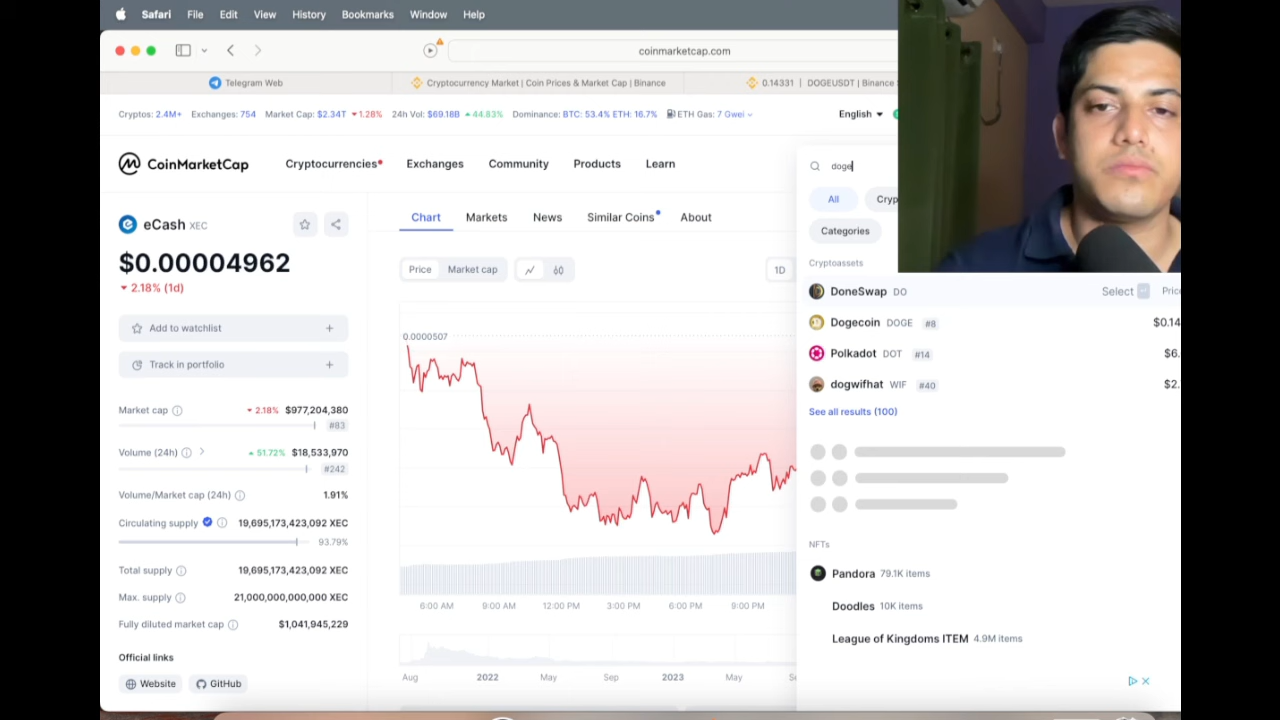 Safari File Edit View History Bookmarks Window Help
coinmarketcap.com
Telegram Web
Cryptocurrency Market | Coin Prices & Market Cap | Binance
0.14331 | DOGEUSDT | Binance
Cryptos: 2.4M+ Exchanges: 754 Market Cap: $2.34T 1.28% 24h Vol: $69.18B 44.83% Dominance: BTC: 53.4% ETH: 16.7% ETH Gas: 7 Gwei
English
CoinMarketCap
Cryptocurrencies Exchanges Community Products Learn
doge
All
Categories
Cryptoassets
DoneSwap DO Select
Dogecoin DOGE #8 $0.14
Polkadot DOT #14 $6.
dogwifhat WIF #40 $2.
See all results (100)
NFTs
Pandora 79.1K items
Doodles 10K items
League of Kingdoms ITEM 4.9M items
eCash XEC
$0.00004962
2.18% (1d)
Add to watchlist +
Track in portfolio +
Market cap 2.18% $977,204,380
#83
Volume (24h) 51.72% $18,533,970
#242
Volume/Market cap (24h) 1.91%
Circulating supply 19,695,173,423,092 XEC
93.79%
Total supply 19,695,173,423,092 XEC
Max. supply 21,000,000,000,000 XEC
Fully diluted market cap $1,041,945,229
Official links
Website GitHub
Chart Markets News Similar Coins About
Price Market cap
1D
0.0000507
6:00 AM 9:00 AM 12:00 PM 3:00 PM 6:00 PM 9:00 PM
Aug 2022 May Sep 2023 May